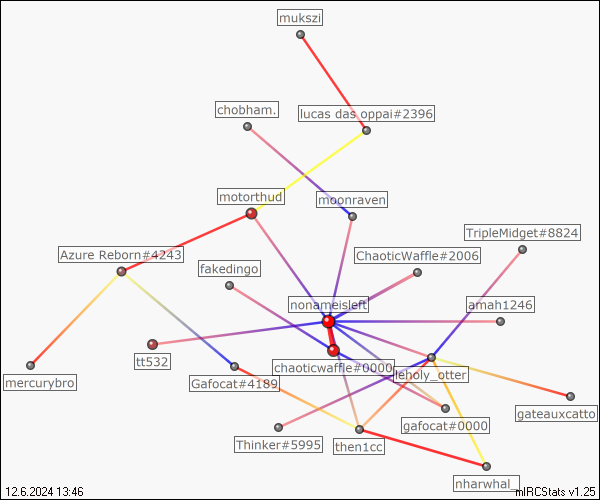 mukszi
chobham.
lucas das oppai#2396
motorthud
moonraven
TripleMidget#8824
Azure Reborn#4243
ChaoticWaffle#2006
fakedingo
nonameisleft
amah1246
tt532
chaoticwaffle#0000
leholy_otter
mercurybro
Gafocat#4189
gateauxcatto
gafocat#0000
Thinker#5995
then1cc
nharwhal_
12.6.2024 13:46
mIRCStats v1.25